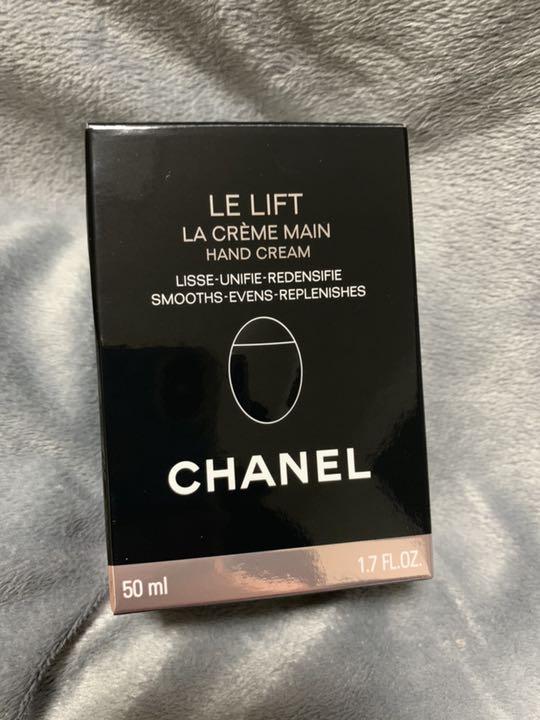 LE LIFT
LA CRÈME MAIN
HAND CREAM
LISSE-UNIFIE-REDENSIFIE
SMOOTHS-EVENS-REPLENISHES
CHANEL
50 ml 1.7 FL.OZ.